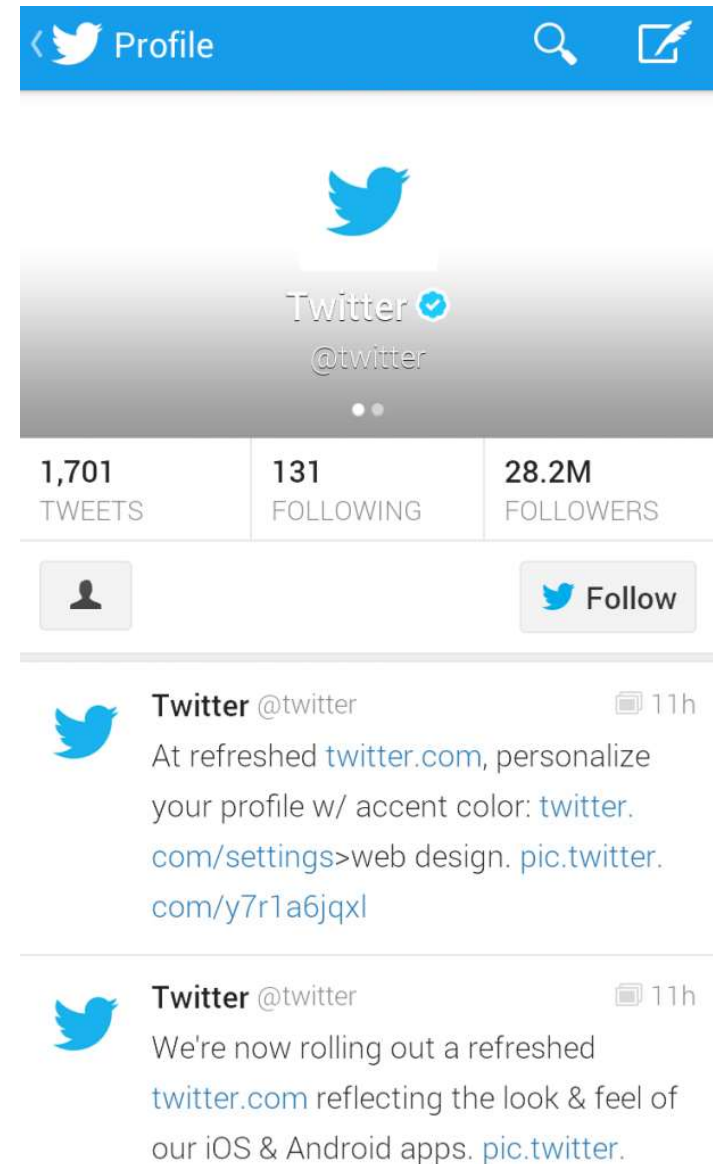 Profile
Twitter
@twitter
1,701 131 28.2M
TWEETS FOLLOWING FOLLOWERS
Follow
Twitter @twitter 11h
At refreshed twitter.com, personalize
your profile w/ accent color: twitter.
com/settings>web design. pic.twitter.
com/y7r1a6jqxl
Twitter @twitter 11h
We're now rolling out a refreshed
twitter.com reflecting the look & feel of
our iOS & Android apps. pic.twitter.